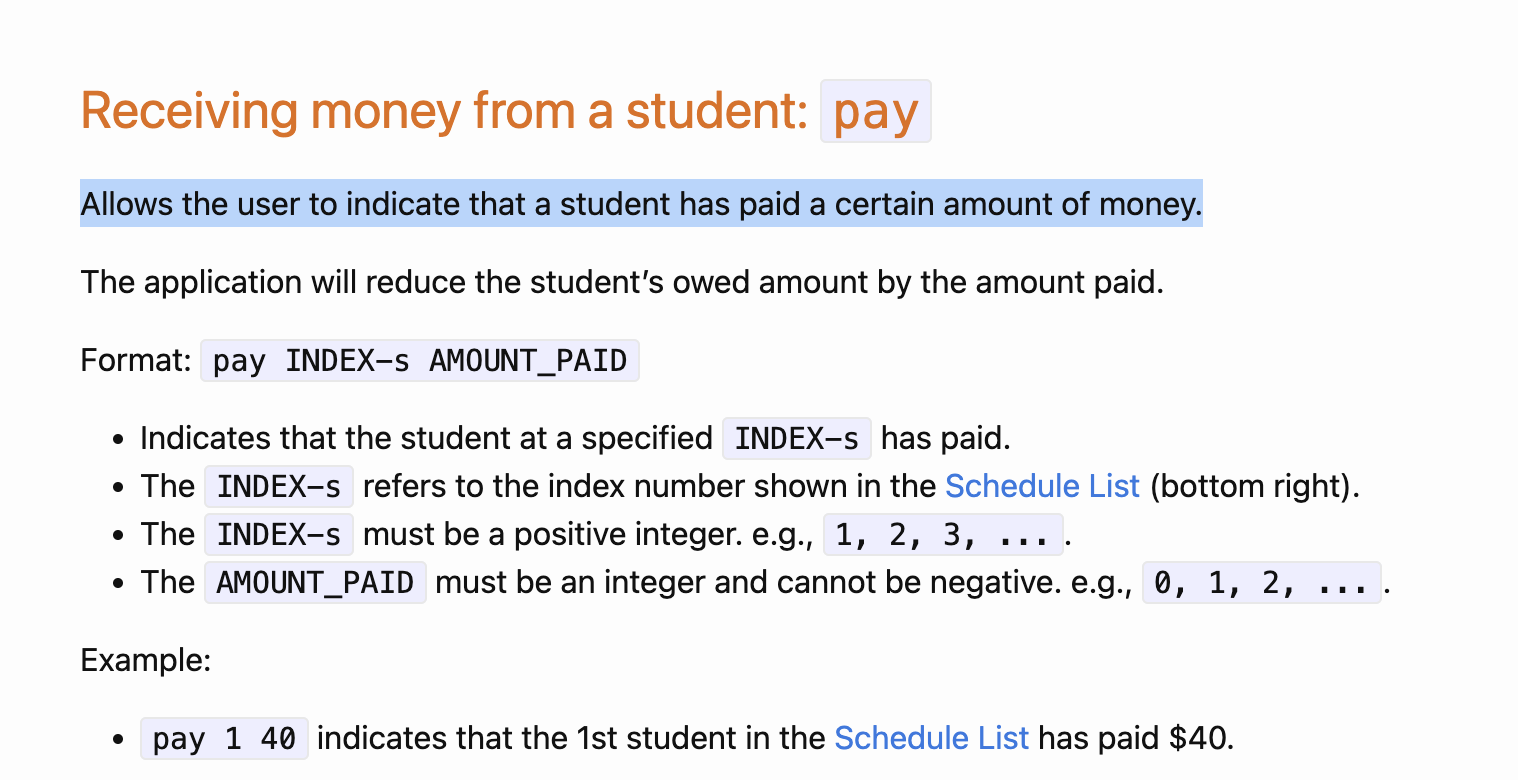 Receiving money from a student: pay
Allows the user to indicate that a student has paid a certain amount of money.
The application will reduce the student’s owed amount by the amount paid.
Format: pay INDEX-s AMOUNT_PAID
• Indicates that the student at a specified INDEX-s has paid.
• The INDEX-s refers to the index number shown in the Schedule List (bottom right).
• The INDEX-s must be a positive integer. e.g., 1, 2, 3, ... .
• The AMOUNT_PAID must be an integer and cannot be negative. e.g., 0, 1, 2, ... .
Example:
• pay 1 40 indicates that the 1st student in the Schedule List has paid $40.